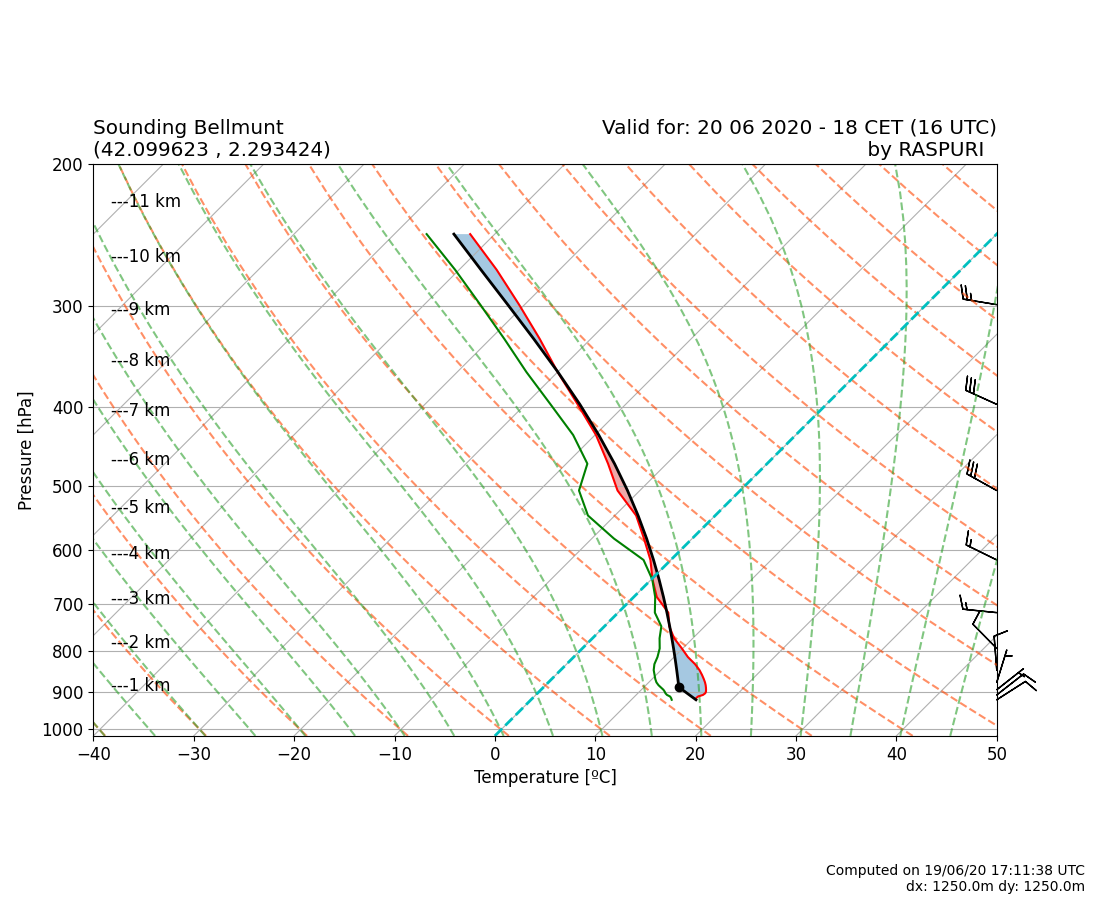 Sounding Bellmunt
(42.099623 , 2.293424)
Valid for: 20 06 2020 - 18 CET (16 UTC)
by RASPURI
200
300
400
500
600
700
800
900
1000
Pressure [hPa]
---11 km
---10 km
---9 km
---8 km
---7 km
---6 km
---5 km
---4 km
---3 km
---2 km
---1 km
−40 −30 −20 −10 0 10 20 30 40 50
Temperature [ºC]
Computed on 19/06/20 17:11:38 UTC
dx: 1250.0m dy: 1250.0m